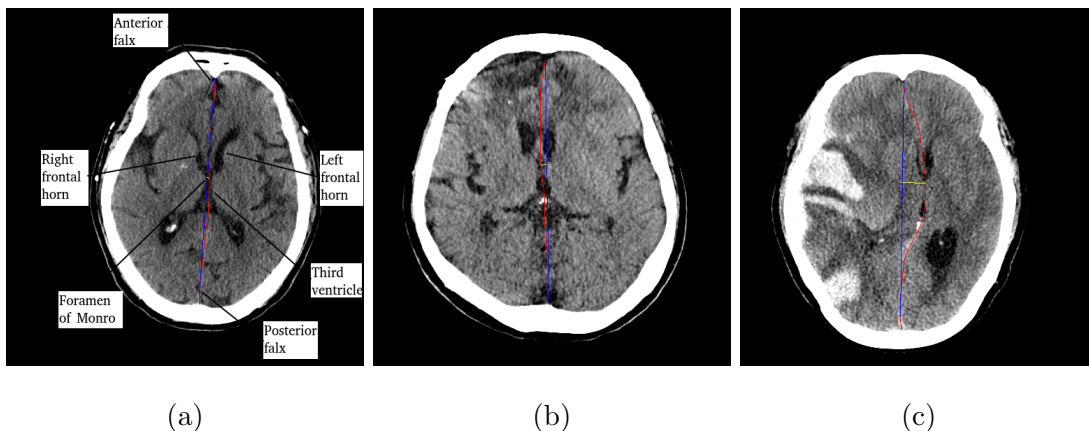 Anterior
falx
Right
frontal
horn
Left
frontal
horn
Foramen
of Monro
Third
ventricle
Posterior
falx
(a)
(b)
(c)